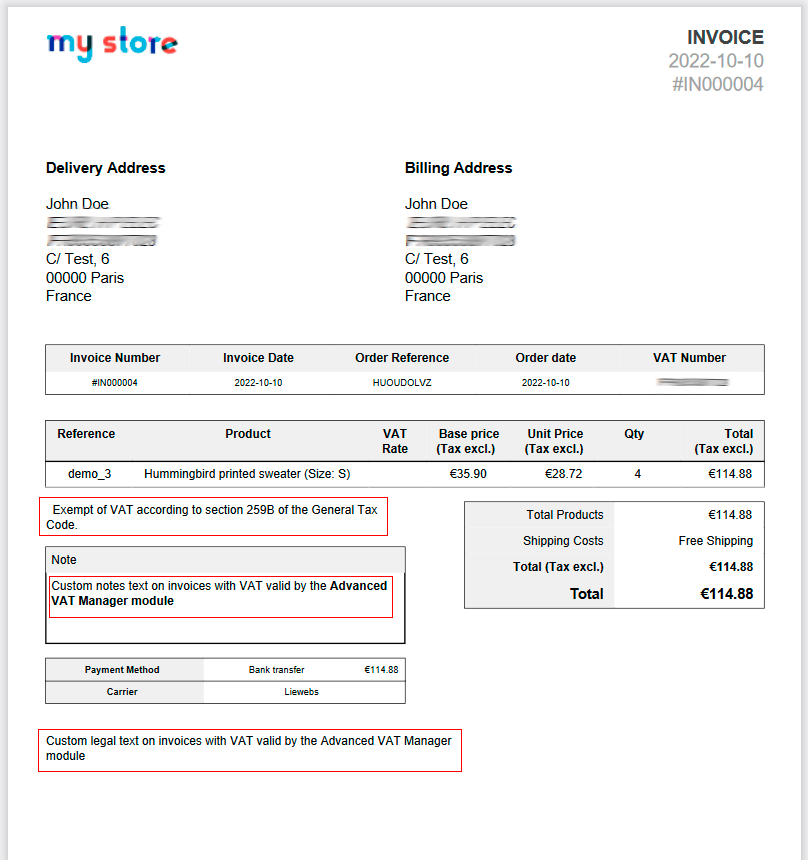 my store
INVOICE
2022-10-10
#IN000004
Delivery Address
Billing Address
John Doe
John Doe
C/ Test, 6
C/ Test, 6
00000 Paris
00000 Paris
France
France
Invoice Number Invoice Date Order Reference Order date VAT Number
#IN000004 2022-10-10 HUOUDOLVZ 2022-10-10
Reference Product VAT Rate Base price (Tax excl.) Unit Price (Tax excl.) Qty Total (Tax excl.)
demo_3 Hummingbird printed sweater (Size: S) €35.90 €28.72 4 €114.88
Exempt of VAT according to section 259B of the General Tax
Code.
Total Products €114.88
Shipping Costs Free Shipping
Total (Tax excl.) €114.88
Total €114.88
Note
Custom notes text on invoices with VAT valid by the Advanced
VAT Manager module
Payment Method Bank transfer €114.88
Carrier Liewebs
Custom legal text on invoices with VAT valid by the Advanced VAT Manager
module